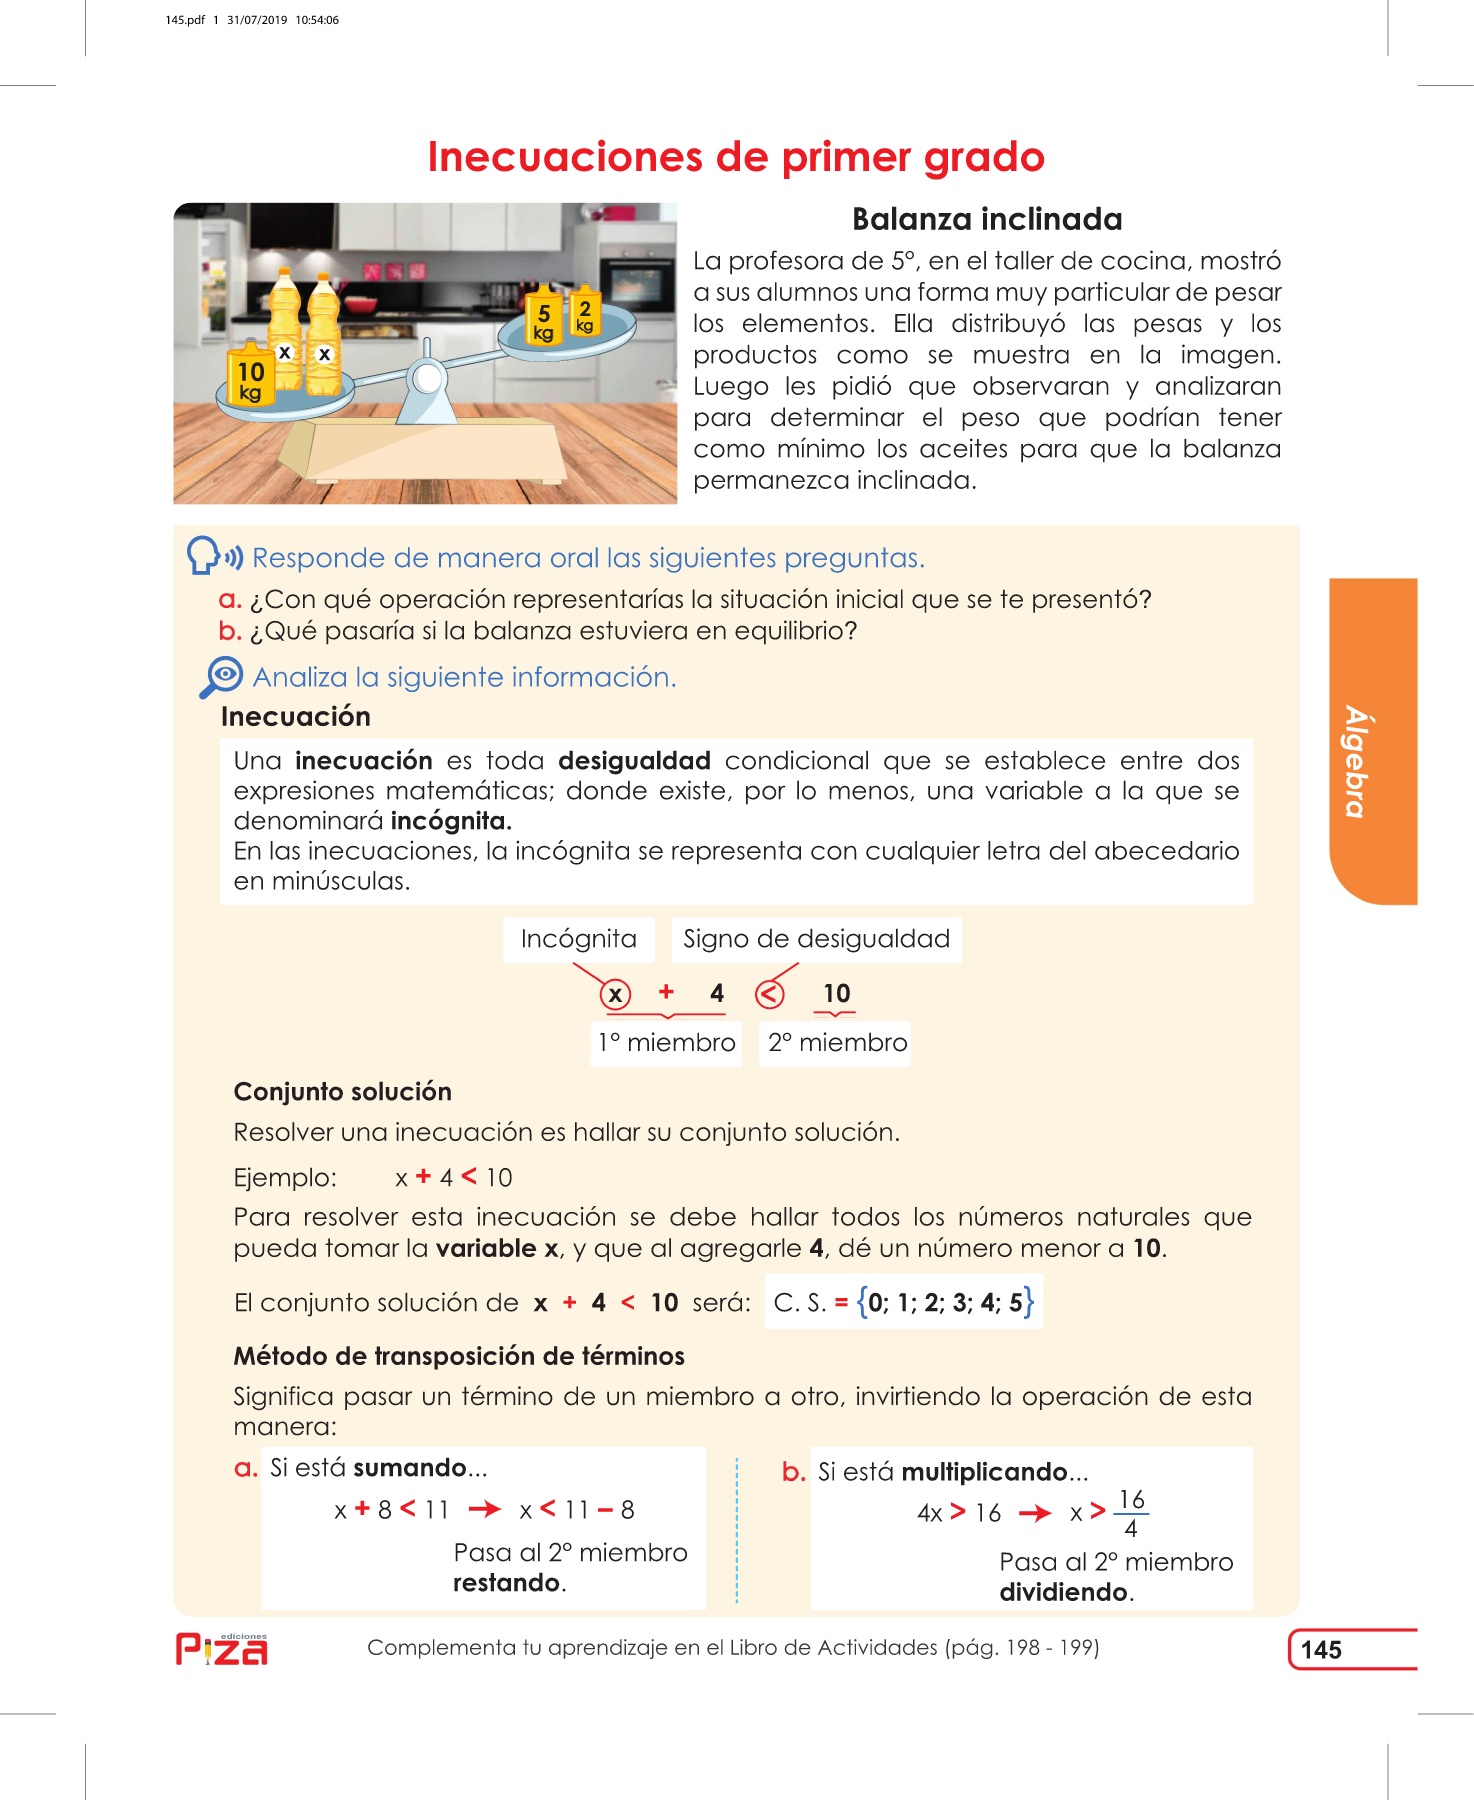 145.pdf 1 31/07/2019 10:54:06
Inecuaciones de primer grado
10
kg
x
x
5
kg
2
kg
Balanza inclinada
La profesora de 5°, en el taller de cocina, mostró
a sus alumnos una forma muy particular de pesar
los elementos. Ella distribuyó las pesas y los
productos como se muestra en la imagen.
Luego les pidió que observaran y analizaran
para determinar el peso que podrían tener
como mínimo los aceites para que la balanza
permanezca inclinada.
Responde de manera oral las siguientes preguntas.
a. ¿Con qué operación representarías la situación inicial que se te presentó?
b. ¿Qué pasaría si la balanza estuviera en equilibrio?
Analiza la siguiente información.
Inecuación
Una inecuación es toda desigualdad condicional que se establece entre dos
expresiones matemáticas; donde existe, por lo menos, una variable a la que se
denominará incógnita.
En las inecuaciones, la incógnita se representa con cualquier letra del abecedario
en minúsculas.
Incógnita Signo de desigualdad
x + 4 < 10
1° miembro 2° miembro
Conjunto solución
Resolver una inecuación es hallar su conjunto solución.
Ejemplo: x + 4 < 10
Para resolver esta inecuación se debe hallar todos los números naturales que
pueda tomar la variable x, y que al agregarle 4, dé un número menor a 10.
El conjunto solución de x + 4 < 10 será: C. S. = {0; 1; 2; 3; 4; 5}
Método de transposición de términos
Significa pasar un término de un miembro a otro, invirtiendo la operación de esta
manera:
a. Si está sumando...
x + 8 < 11 → x < 11 – 8
Pasa al 2° miembro
restando.
b. Si está multiplicando...
4x > 16 → x > 16/4
Pasa al 2° miembro
dividiendo.
Álgebra
ediciones
Piza
Complementa tu aprendizaje en el Libro de Actividades (pág. 198 - 199)
145